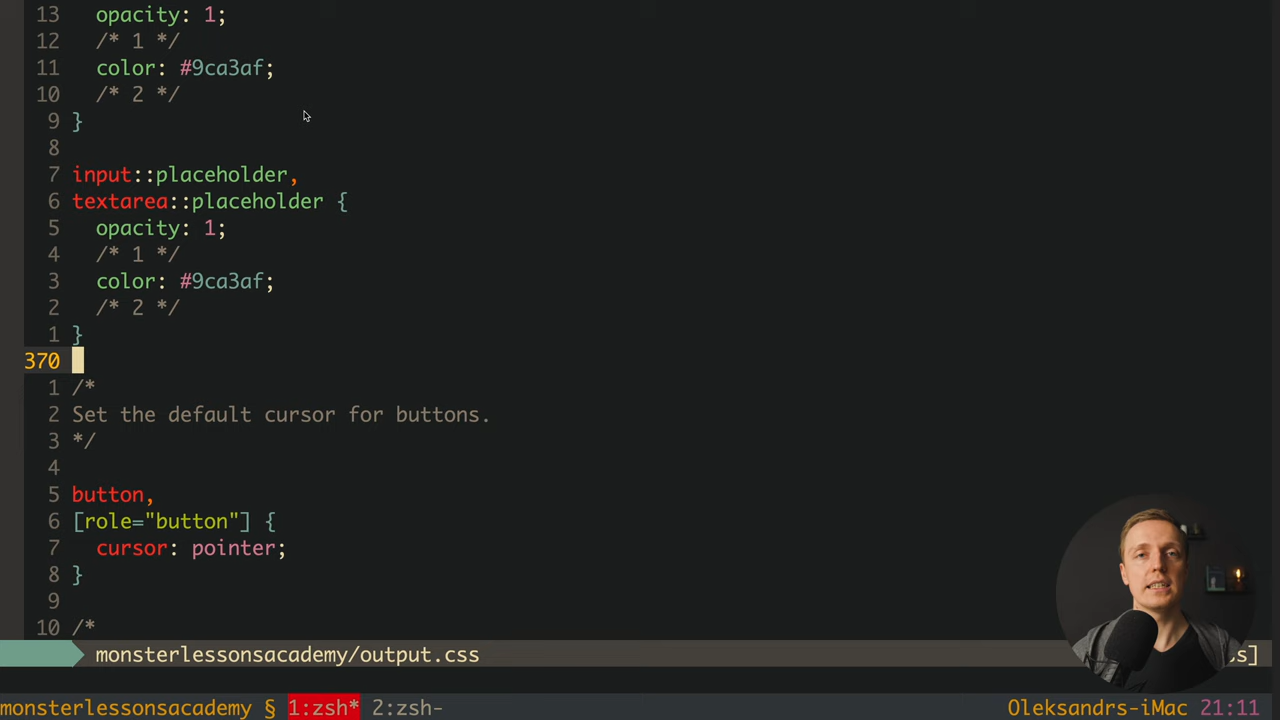 13 opacity: 1;
12 /* 1 */
11 color: #9ca3af;
10 /* 2 */
9 }
8
7 input::placeholder,
6 textarea::placeholder {
5 opacity: 1;
4 /* 1 */
3 color: #9ca3af;
2 /* 2 */
1 }
370
1 /*
2 Set the default cursor for buttons.
3 */
4
5 button,
6 [role="button"] {
7 cursor: pointer;
8 }
9
10 /*
monsterlessonsacademy/output.css s]
monsterlessonsacademy § 1:zsh* 2:zsh- Oleksandrs-iMac 21:11